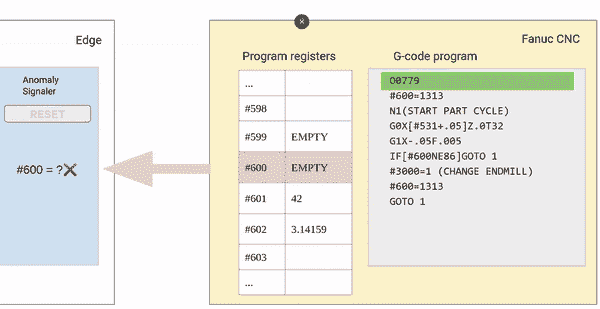 Edge
Anomaly
Signaler
RESET
#600 = ?
Fanuc CNC
Program registers
...
#598
#599 EMPTY
#600 EMPTY
#601 42
#602 3.14159
#603
...
G-code program
O0779
#600=1313
N1(START PART CYCLE)
G0X[#531+.05]Z.0T32
G1X-.05F.005
IF[#600NE86]GOTO 1
#3000=1 (CHANGE ENDMILL)
#600=1313
GOTO 1